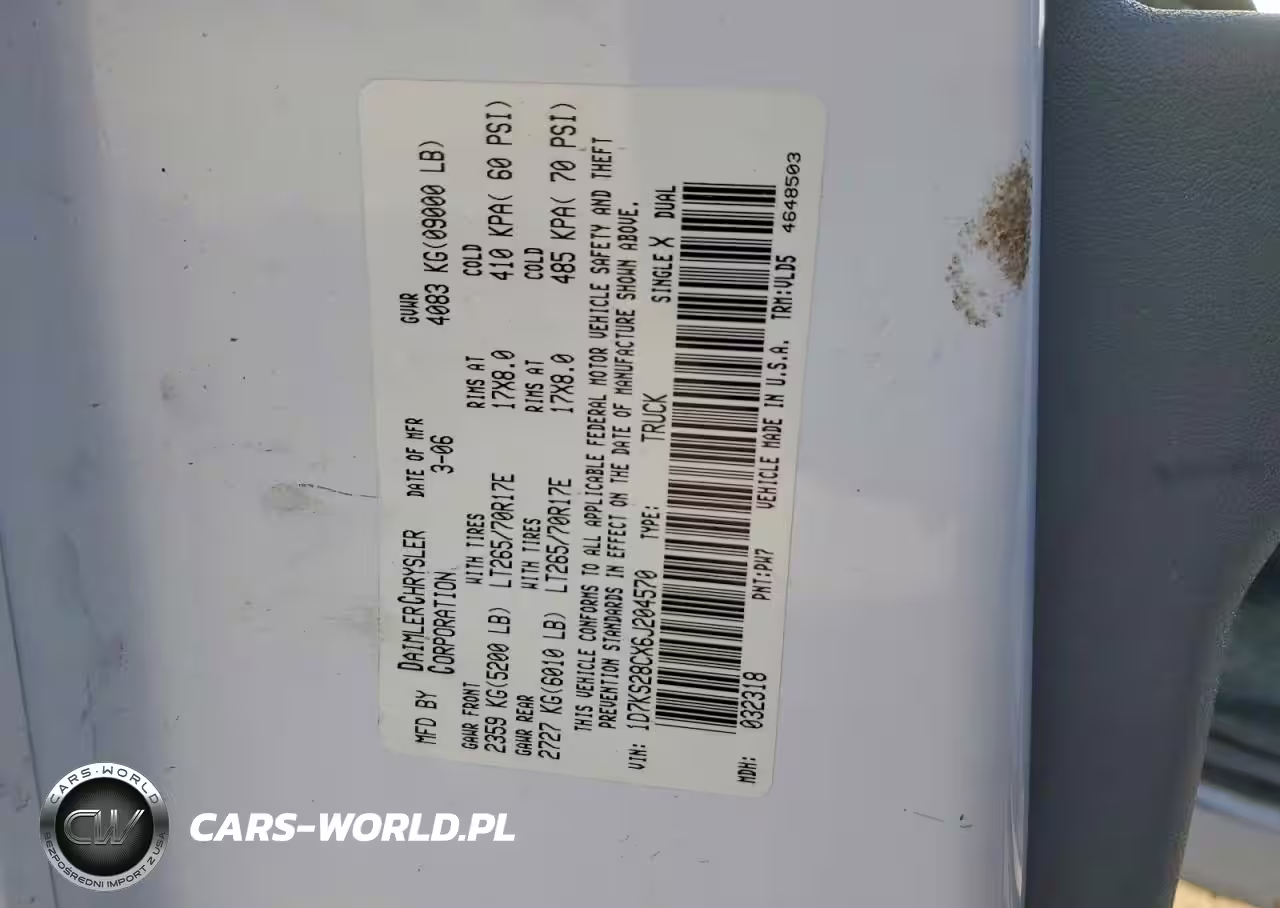 MFD BY DAIMLERCHRYSLER CORPORATION DATE OF MFR 3-06 GVWR 4083 KG(09000 LB)
GAWR FRONT WITH TIRES RIMS AT COLD
2359 KG(5200 LB) LT265/70R17E 17X8.0 410 KPA( 60 PSI)
GAWR REAR WITH TIRES RIMS AT COLD
2727 KG(6010 LB) LT265/70R17E 17X8.0 485 KPA( 70 PSI)
THIS VEHICLE CONFORMS TO ALL APPLICABLE FEDERAL MOTOR VEHICLE SAFETY AND THEFT
PREVENTION STANDARDS IN EFFECT ON THE DATE OF MANUFACTURE SHOWN ABOVE.
VIN: 1D7KS28CX6J204570 TYPE: TRUCK SINGLE X DUAL
MDH: 032318 PNT:PW7 VEHICLE MADE IN U.S.A. TRM:VLD5
4648503
CARS-WORLD
CW
BEZPOŚREDNI IMPORT Z USA
CARS-WORLD.PL